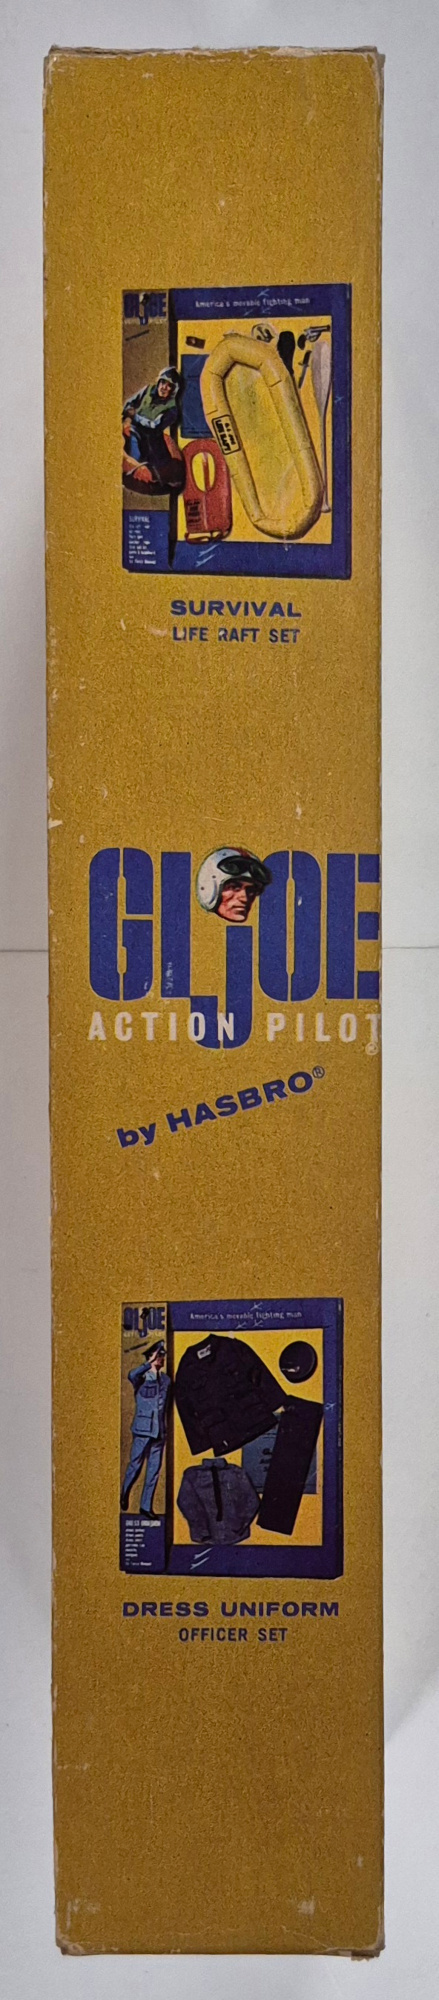 GI JOE
America's movable fighting man
SURVIVAL
SURVIVAL
LIFE RAFT SET
GI JOE
ACTION PILOT
®
by HASBRO®
GI JOE
America's movable fighting man
DRESS UNIFORM
OFFICER SET